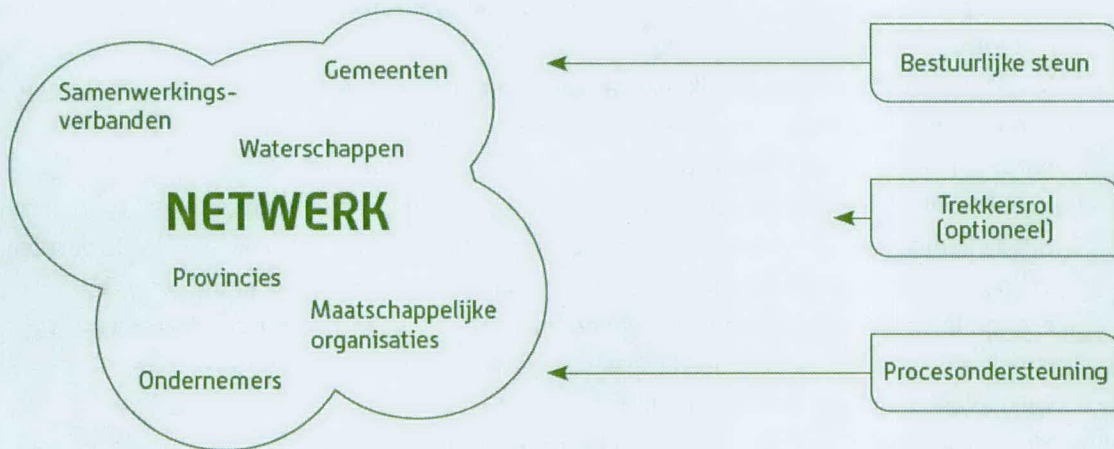 Gemeenten
Samenwerkings-
verbanden
Waterschappen
NETWERK
Provincies
Maatschappelijke
organisaties
Ondernemers
Bestuurlijke steun
Trekkersrol
(optioneel)
Procesondersteuning